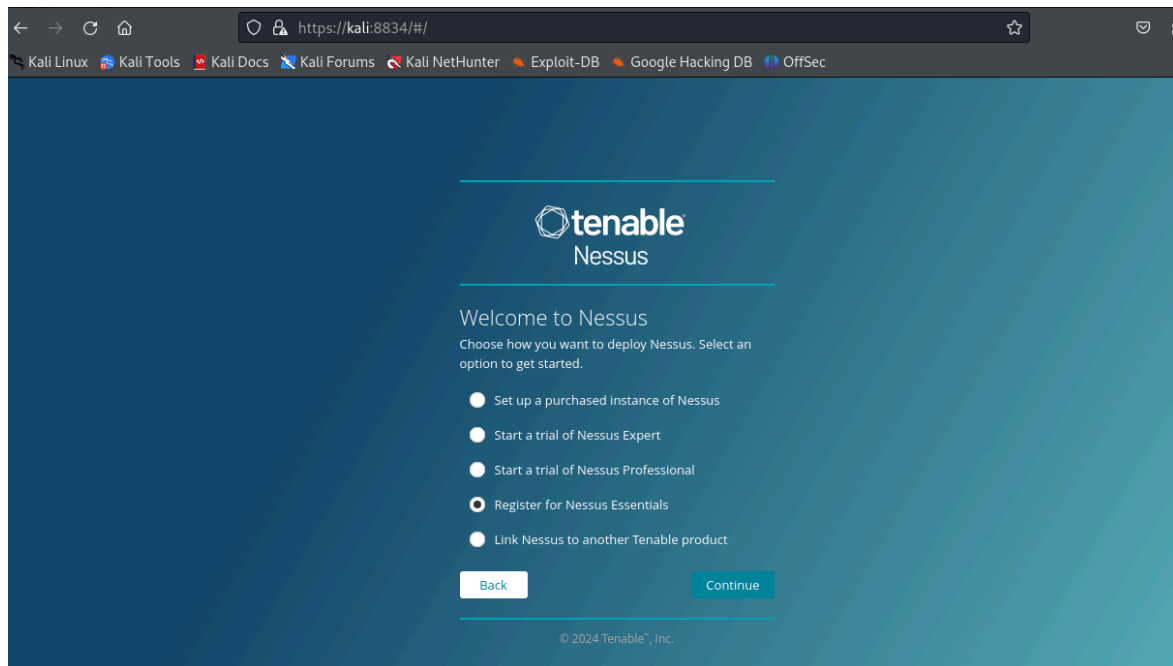 https://kali:8834/#/
Kali Linux Kali Tools Kali Docs Kali Forums Kali NetHunter Exploit-DB Google Hacking DB OffSec
tenable
Nessus
Welcome to Nessus
Choose how you want to deploy Nessus. Select an
option to get started.
Set up a purchased instance of Nessus
Start a trial of Nessus Expert
Start a trial of Nessus Professional
Register for Nessus Essentials
Link Nessus to another Tenable product
Back Continue
© 2024 Tenable™, Inc.